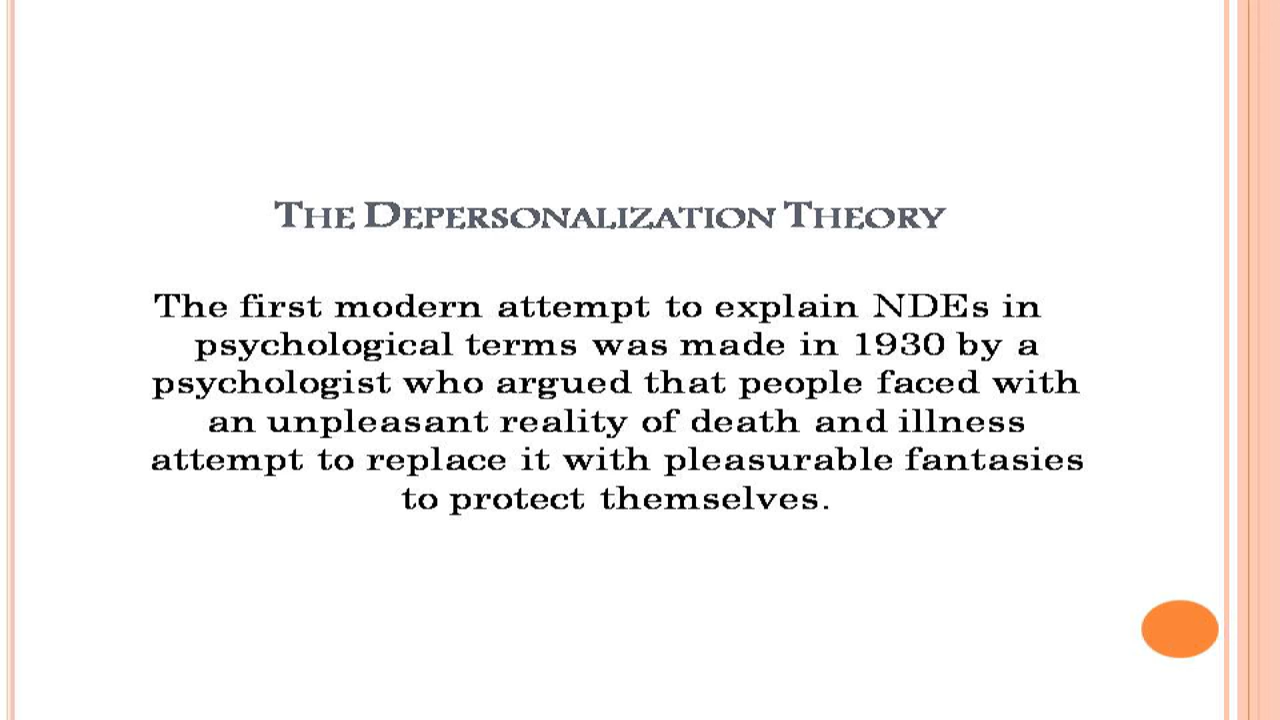 THE DEPERSONALIZATION THEORY
The first modern attempt to explain NDEs in
psychological terms was made in 1930 by a
psychologist who argued that people faced with
an unpleasant reality of death and illness
attempt to replace it with pleasurable fantasies
to protect themselves.